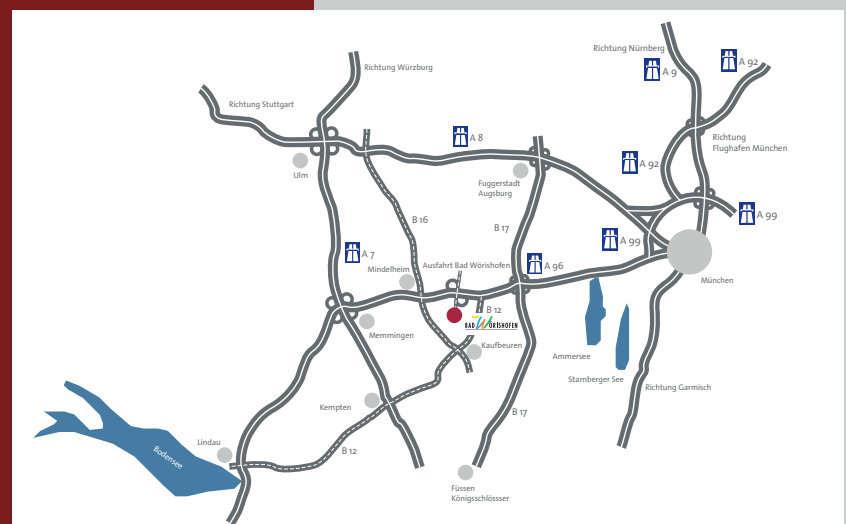 Richtung Nürnberg
A 9
A 92
Richtung Würzburg
Richtung Stuttgart
A 8
Richtung
Flughafen München
A 92
Ulm
Fuggerstadt
Augsburg
B 16
B 17
A 99
A 99
A 7
Mindelheim
Ausfahrt Bad Wörishofen
A 96
München
B 12
BAD WÖRISHOFEN
Memmingen
Kaufbeuren
Ammersee
Starnberger See
Richtung Garmisch
Kempten
B 17
Lindau
Bodensee
B 12
Füssen
Königsschlössser